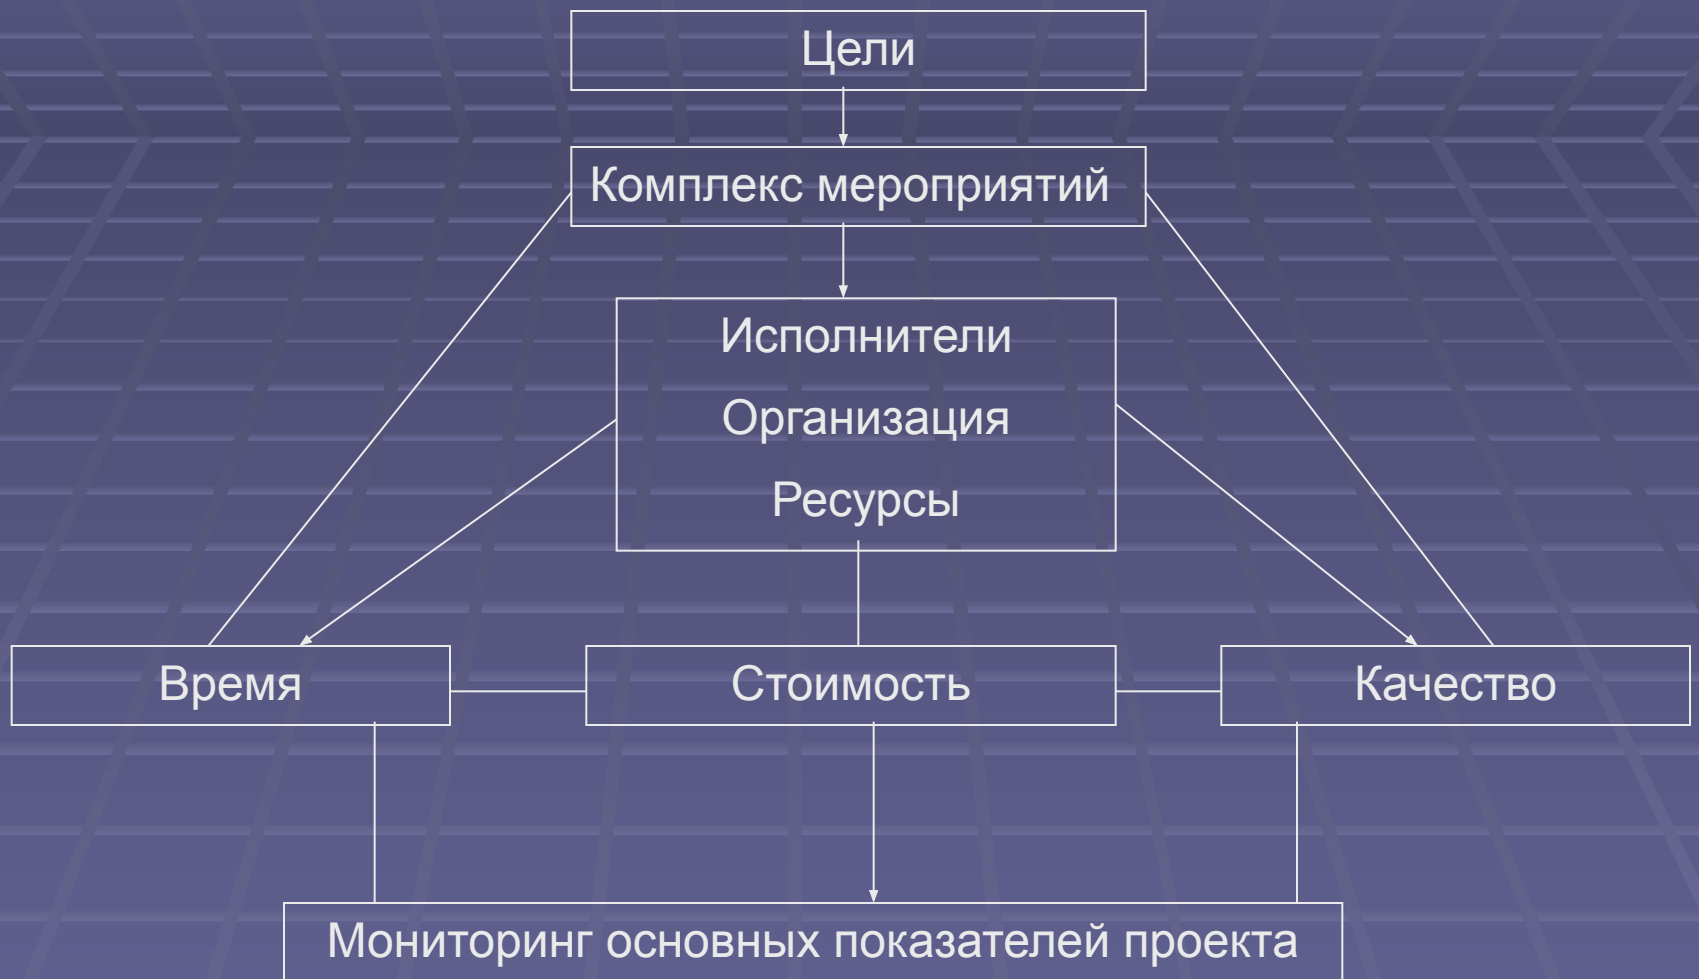 Цели
Комплекс мероприятий
Исполнители
Организация
Ресурсы
Время
Стоимость
Качество
Мониторинг основных показателей проекта